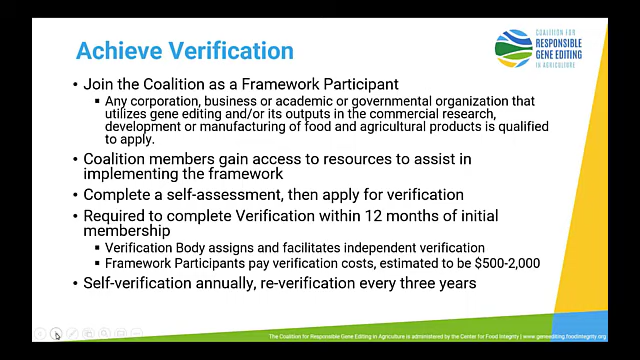 Achieve Verification
COALITION FOR
RESPONSIBLE
GENE EDITING
IN AGRICULTURE
• Join the Coalition as a Framework Participant
▪ Any corporation, business or academic or governmental organization that
utilizes gene editing and/or its outputs in the commercial research,
development or manufacturing of food and agricultural products is qualified
to apply.
• Coalition members gain access to resources to assist in
implementing the framework
• Complete a self-assessment, then apply for verification
• Required to complete Verification within 12 months of initial
membership
▪ Verification Body assigns and facilitates independent verification
▪ Framework Participants pay verification costs, estimated to be $500-2,000
• Self-verification annually, re-verification every three years
The Coalition for Responsible Gene Editing in Agriculture is administered by the Center for Food Integrity | www.geneediting.foodintegrity.org